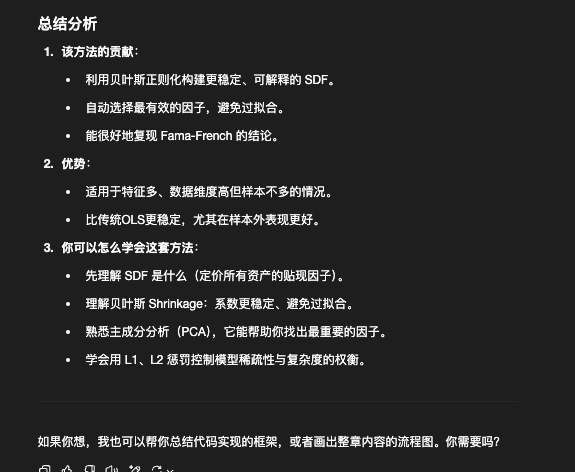 总结分析
1. 该方法的贡献：
• 利用贝叶斯正则化构建更稳定、可解释的 SDF。
• 自动选择最有效的因子，避免过拟合。
• 能很好地复现 Fama-French 的结论。
2. 优势：
• 适用于特征多、数据维度高但样本不多的情况。
• 比传统OLS更稳定，尤其在样本外表现更好。
3. 你可以怎么学会这套方法：
• 先理解 SDF 是什么（定价所有资产的贴现因子）。
• 理解贝叶斯 Shrinkage：系数更稳定、避免过拟合。
• 熟悉主成分分析（PCA），它能帮助你找出最重要的因子。
• 学会用 L1、L2 惩罚控制模型稀疏性与复杂度的权衡。
如果你想，我也可以帮你总结代码实现的框架，或者画出整章内容的流程图。你需要吗？